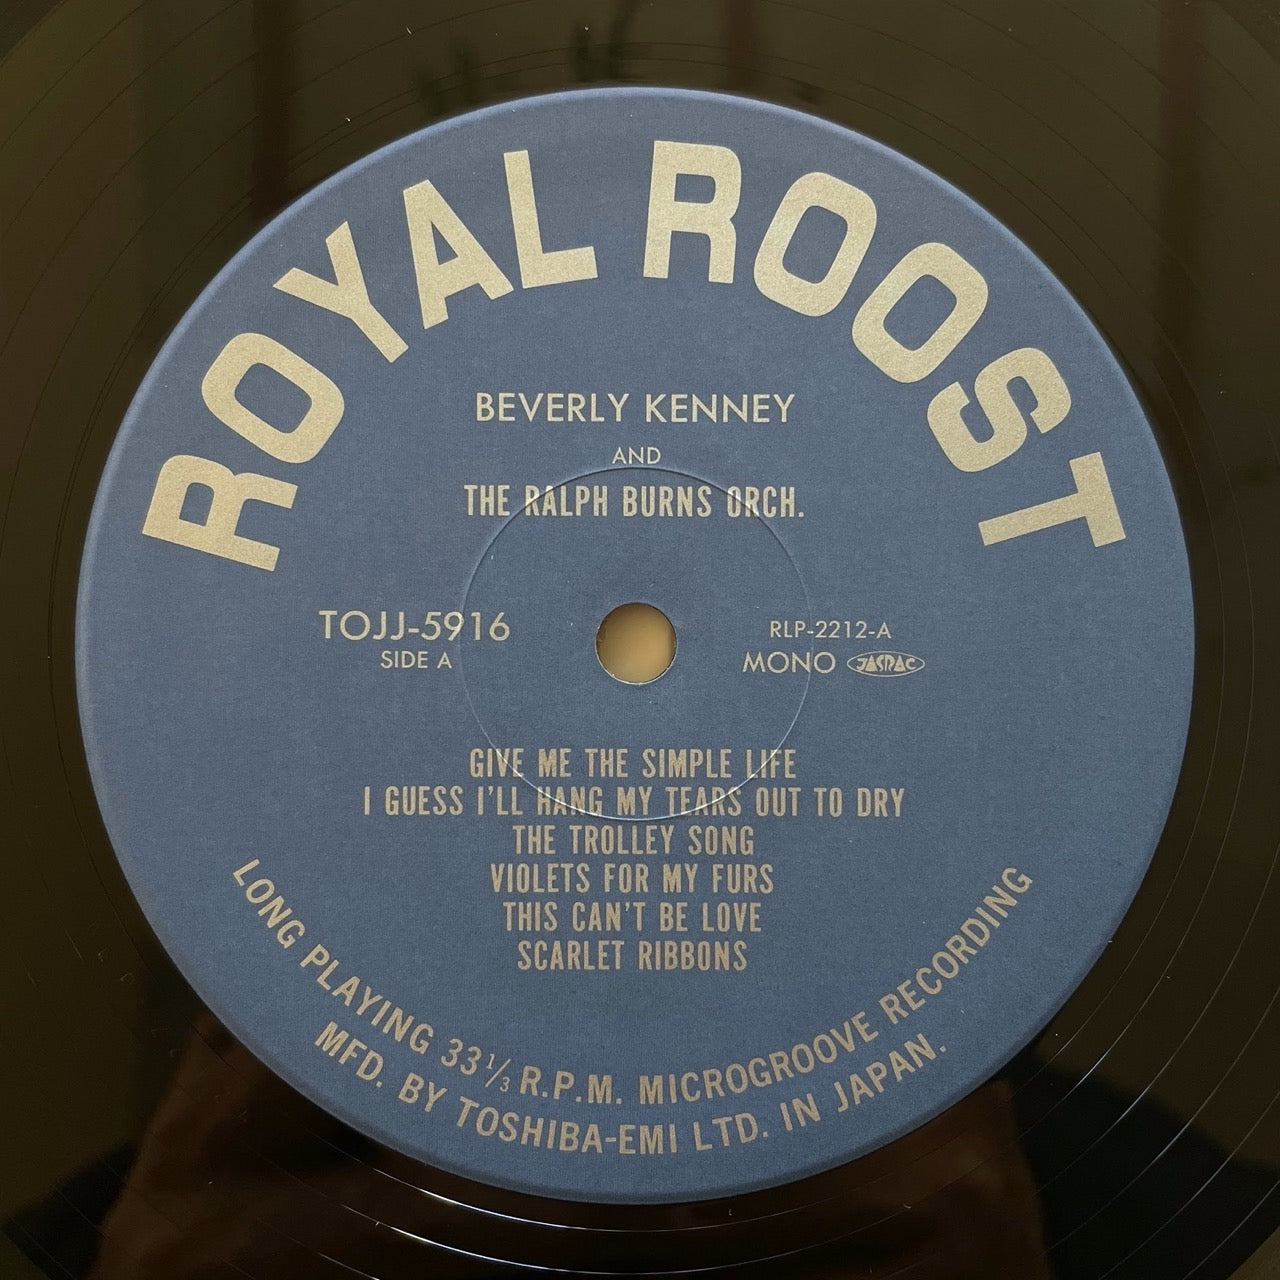 ROYAL ROOST
BEVERLY KENNEY
AND
THE RALPH BURNS ORCH.
TOJJ-5916
SIDE A
RLP-2212-A
MONO JASRAC
GIVE ME THE SIMPLE LIFE
I GUESS I'LL HANG MY TEARS OUT TO DRY
THE TROLLEY SONG
VIOLETS FOR MY FURS
THIS CAN'T BE LOVE
SCARLET RIBBONS
LONG PLAYING 33 1/3 R.P.M. MICROGROOVE RECORDING
MFD. BY TOSHIBA-EMI LTD. IN JAPAN.